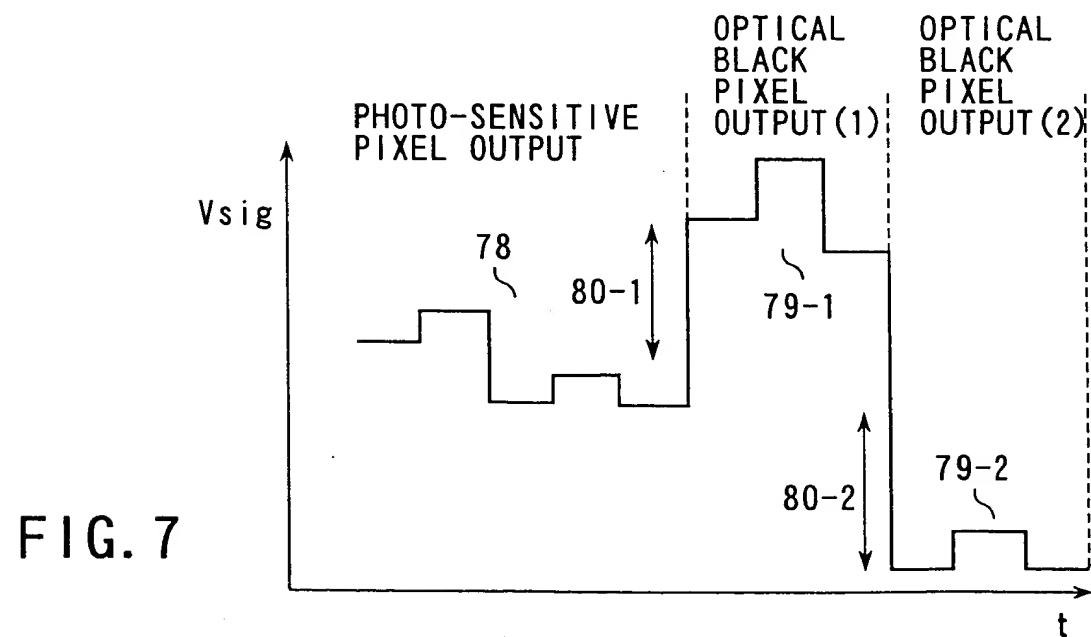 OPTICAL
BLACK
PIXEL
OUTPUT(1)
OPTICAL
BLACK
PIXEL
OUTPUT(2)
PHOTO-SENSITIVE
PIXEL OUTPUT
Vsig
78
80-1
79-1
79-2
80-2
FIG. 7
t